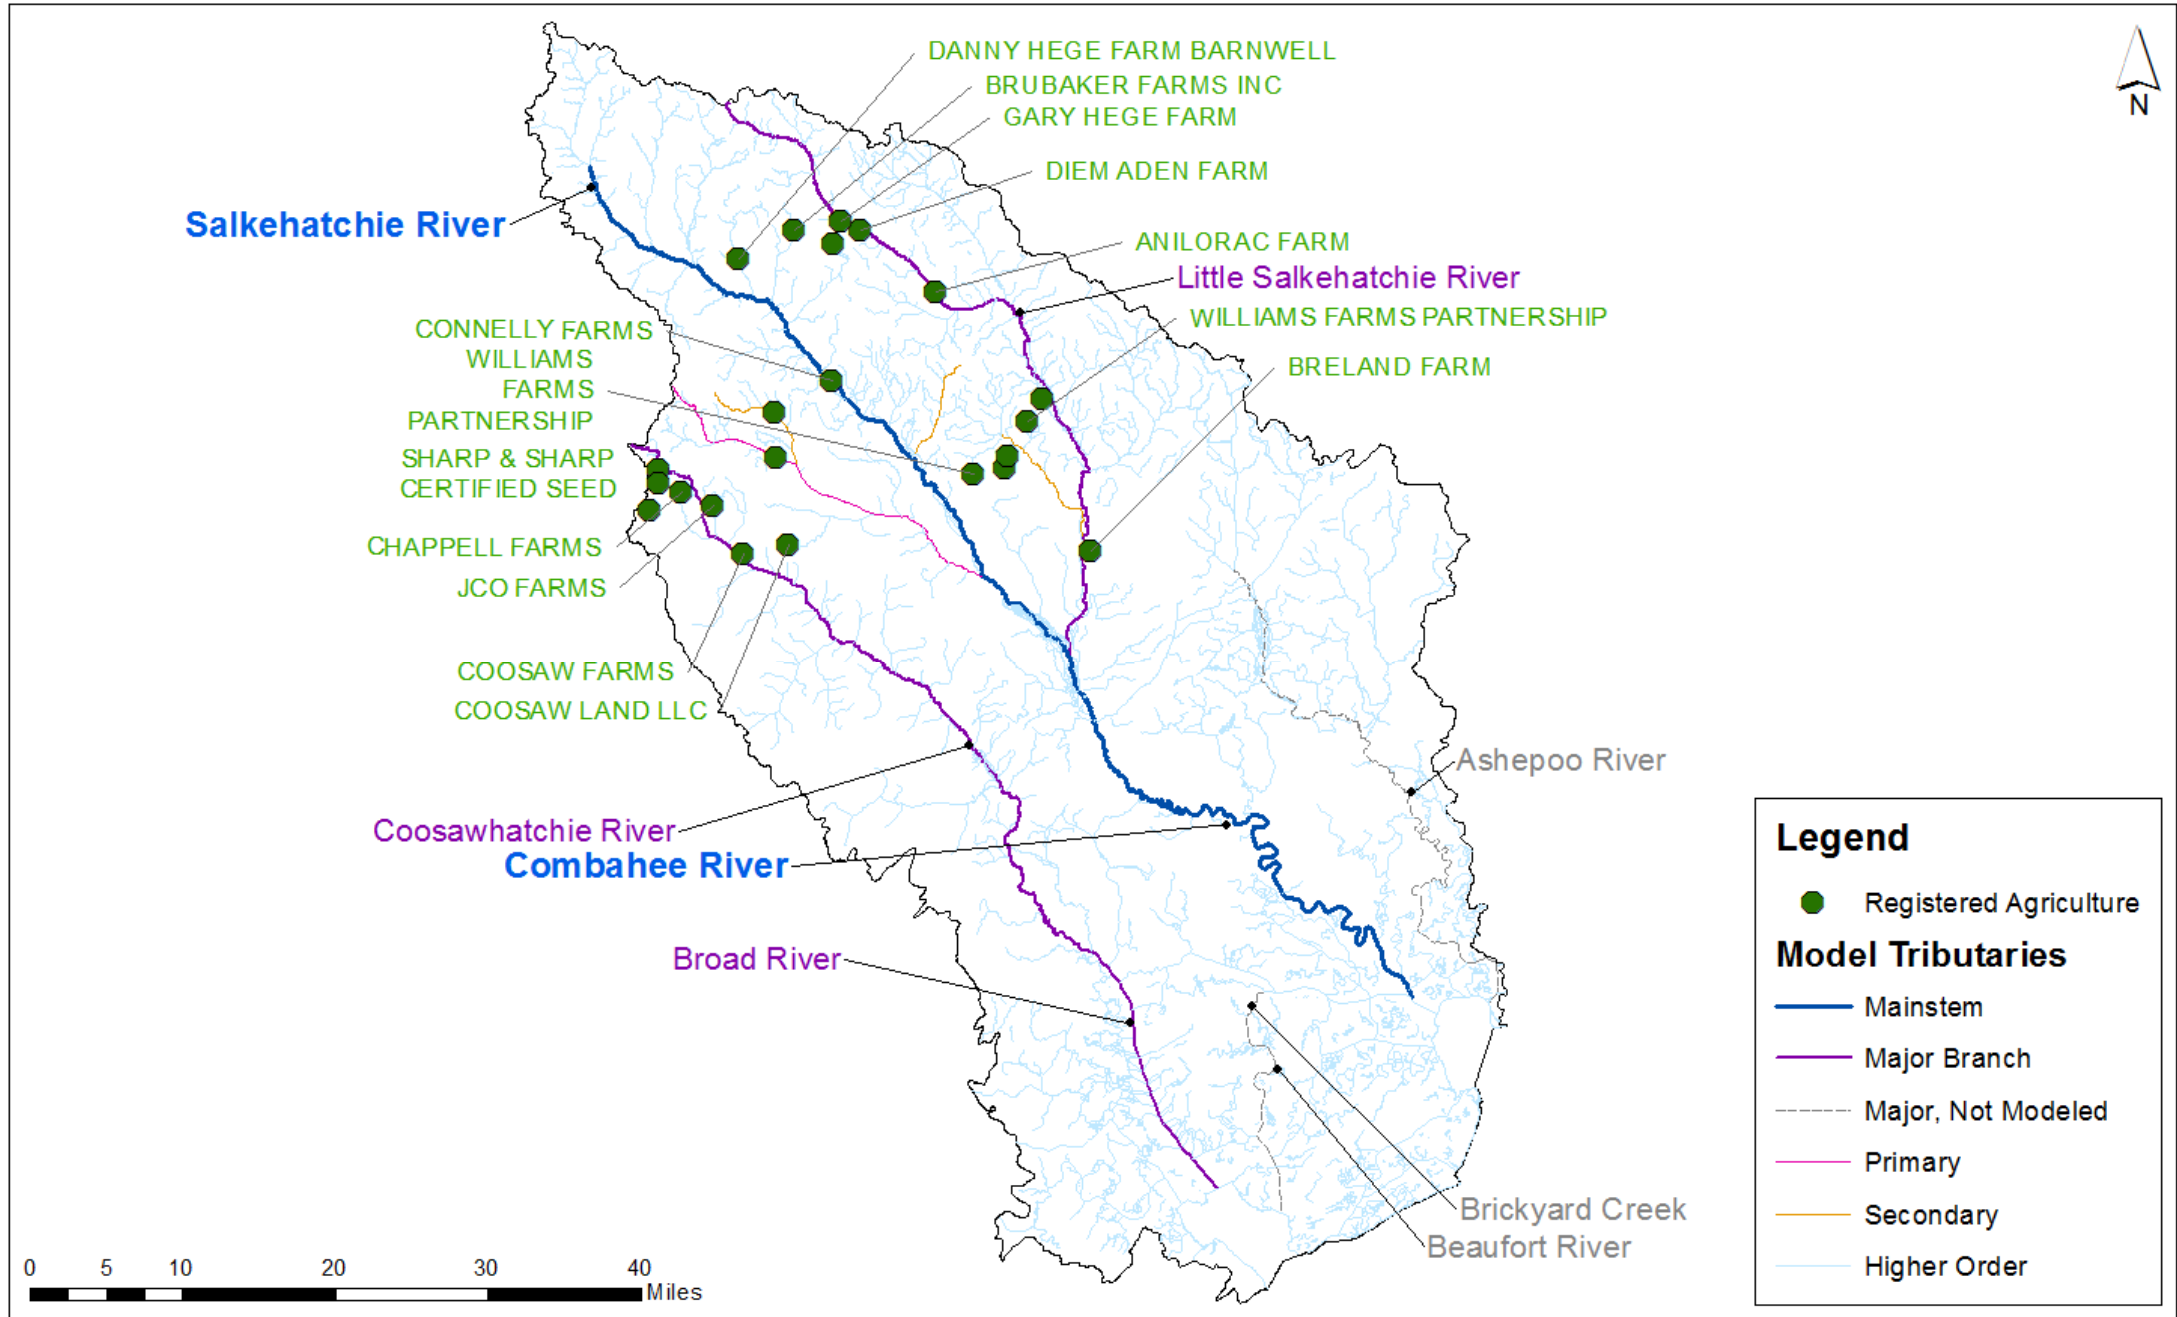 DANNY HEGE FARM BARNWELL
BRUBAKER FARMS INC
GARY HEGE FARM
N
DIEM ADEN FARM
Salkehatchie River
ANILORAC FARM
Little Salkehatchie River
WILLIAMS FARMS PARTNERSHIP
CONNELLY FARMS
WILLIAMS
FARMS
PARTNERSHIP
BRELAND FARM
SHARP & SHARP
CERTIFIED SEED
CHAPPELL FARMS
JCO FARMS
COOSAW FARMS
COOSAW LAND LLC
Ashepoo River
Coosawhatchie River
Combahee River
Broad River
Brickyard Creek
Beaufort River
Legend
Registered Agriculture
Model Tributaries
Mainstem
Major Branch
Major, Not Modeled
Primary
Secondary
Higher Order
0 5 10 20 30 40
Miles